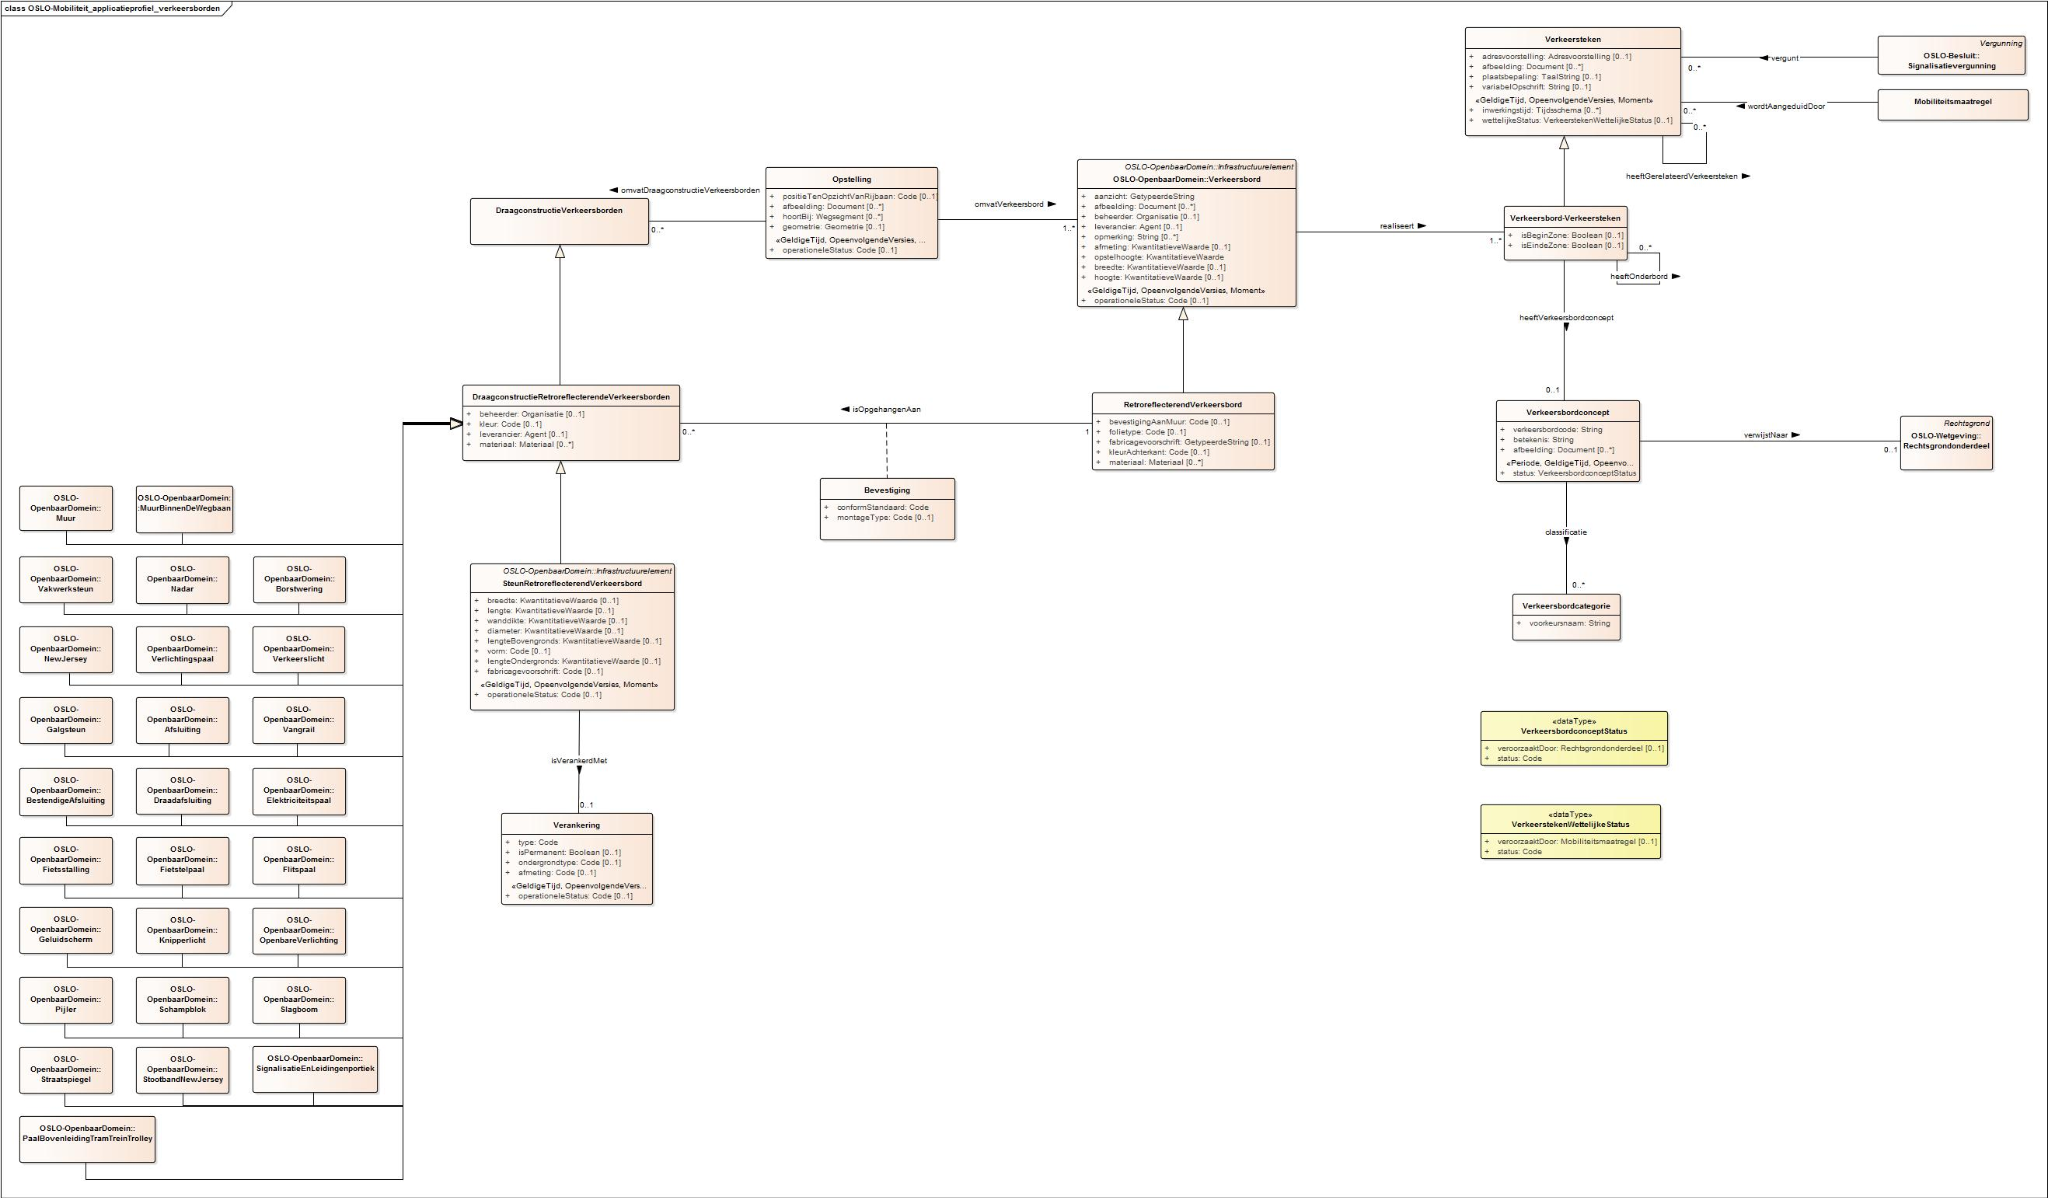 class OSLO-Mobiliteit_applicatieprofiel_verkeersborden
Verkeersteken
+ adresvoorstelling: Adresvoorstelling [0..1]
+ afbeelding: Document [0..*]
+ plaatsbepaling: TaalString [0..1]
+ variabelOpschrift: String [0..1]
«GeldigeTijd, OpeenvolgendeVersies, Moment»
+ inwerkingstijd: Tijdsschema [0..*]
+ wettelijkeStatus: VerkeerstekenWettelijkeStatus [0..1]
0..*
vergunt
Vergunning
OSLO-Besluit::
Signalisatievergunning
0..*
wordtAangeduidDoor
Mobiliteitsmaatregel
0..*
heeftGerelateerdVerkeersteken
omvatDraagconstructieVerkeersborden
DraagconstructieVerkeersborden
0..*
Opstelling
+ positieTenOpzichtVanRijbaan: Code [0..1]
+ afbeelding: Document [0..*]
+ hoortBij: Wegsegment [0..*]
+ geometrie: Geometrie [0..1]
«GeldigeTijd, OpeenvolgendeVersies, ...
+ operationeleStatus: Code [0..1]
omvatVerkeersbord
1..*
OSLO-OpenbaarDomein::Infrastructuurelement
OSLO-OpenbaarDomein::Verkeersbord
+ aanzicht: GetypeerdeString
+ afbeelding: Document [0..*]
+ beheerder: Organisatie [0..1]
+ leverancier: Agent [0..1]
+ opmerking: String [0..*]
+ afmeting: KwantitatieveWaarde [0..1]
+ opstelhoogte: KwantitatieveWaarde
+ breedte: KwantitatieveWaarde [0..1]
+ hoogte: KwantitatieveWaarde [0..1]
«GeldigeTijd, OpeenvolgendeVersies, Moment»
+ operationeleStatus: Code [0..1]
realiseert
1..*
Verkeersbord-Verkeersteken
+ isBeginZone: Boolean [0..1]
+ isEindeZone: Boolean [0..1]
0..*
heeftOnderbord
heeftVerkeersbordconcept
0..1
DraagconstructieRetroreflecterendeVerkeersborden
+ beheerder: Organisatie [0..1]
+ kleur: Code [0..1]
+ leverancier: Agent [0..1]
+ materiaal: Materiaal [0..*]
0..*
isOpgehangenAan
1
RetroreflecterendVerkeersbord
+ bevestigingAanMuur: Code [0..1]
+ folietype: Code [0..1]
+ fabricagevoorschrift: GetypeerdeString [0..1]
+ kleurAchterkant: Code [0..1]
+ materiaal: Materiaal [0..*]
Verkeersbordconcept
+ verkeersbordcode: String
+ betekenis: String
+ afbeelding: Document [0..*]
«Periode, GeldigeTijd, Opeenvo...
+ status: VerkeersbordconceptStatus
verwijstNaar
0..1
Rechtsgrond
OSLO-Wetgeving::
Rechtsgrondonderdeel
Bevestiging
+ conformStandaard: Code
+ montageType: Code [0..1]
classificatie
0..*
Verkeersbordcategorie
+ voorkeursnaam: String
OSLO-OpenbaarDomein::Infrastructuurelement
SteunRetroreflecterendVerkeersbord
+ breedte: KwantitatieveWaarde [0..1]
+ lengte: KwantitatieveWaarde [0..1]
+ wanddikte: KwantitatieveWaarde [0..1]
+ diameter: KwantitatieveWaarde [0..1]
+ lengteBovengronds: KwantitatieveWaarde [0..1]
+ vorm: Code [0..1]
+ lengteOndergronds: KwantitatieveWaarde [0..1]
+ fabricagevoorschrift: Code [0..1]
«GeldigeTijd, OpeenvolgendeVersies, Moment»
+ operationeleStatus: Code [0..1]
isVerankerdMet
0..1
Verankering
+ type: Code
+ isPermanent: Boolean [0..1]
+ ondergrondtype: Code [0..1]
+ afmeting: Code [0..1]
«GeldigeTijd, OpeenvolgendeVers...
+ operationeleStatus: Code [0..1]
«dataType»
VerkeersbordconceptStatus
+ veroorzaaktDoor: Rechtsgrondonderdeel [0..1]
+ status: Code
«dataType»
VerkeerstekenWettelijkeStatus
+ veroorzaaktDoor: Mobiliteitsmaatregel [0..1]
+ status: Code
OSLO-
OpenbaarDomein::
Muur
OSLO-OpenbaarDomein:
:MuurBinnenDeWegbaan
OSLO-
OpenbaarDomein::
Vakwerksteun
OSLO-
OpenbaarDomein::
Nadar
OSLO-
OpenbaarDomein::
Borstwering
OSLO-
OpenbaarDomein::
NewJersey
OSLO-
OpenbaarDomein::
Verlichtingspaal
OSLO-
OpenbaarDomein::
Verkeerslicht
OSLO-
OpenbaarDomein::
Galgsteun
OSLO-
OpenbaarDomein::
Afsluiting
OSLO-
OpenbaarDomein::
Vangrail
OSLO-
OpenbaarDomein::
BestendigeAfsluiting
OSLO-
OpenbaarDomein::
Draadafsluiting
OSLO-
OpenbaarDomein::
Elektriciteitspaal
OSLO-
OpenbaarDomein::
Fietsstalling
OSLO-
OpenbaarDomein::
Fietstelpaal
OSLO-
OpenbaarDomein::
Flitspaal
OSLO-
OpenbaarDomein::
Geluidscherm
OSLO-
OpenbaarDomein::
Knipperlicht
OSLO-
OpenbaarDomein::
OpenbareVerlichting
OSLO-
OpenbaarDomein::
Pijler
OSLO-
OpenbaarDomein::
Schampblok
OSLO-
OpenbaarDomein::
Slagboom
OSLO-
OpenbaarDomein::
Straatspiegel
OSLO-
OpenbaarDomein::
StootbandNewJersey
OSLO-OpenbaarDomein::
SignalisatieEnLeidingenportiek
OSLO-OpenbaarDomein::
PaalBovenleidingTramTreinTrolley